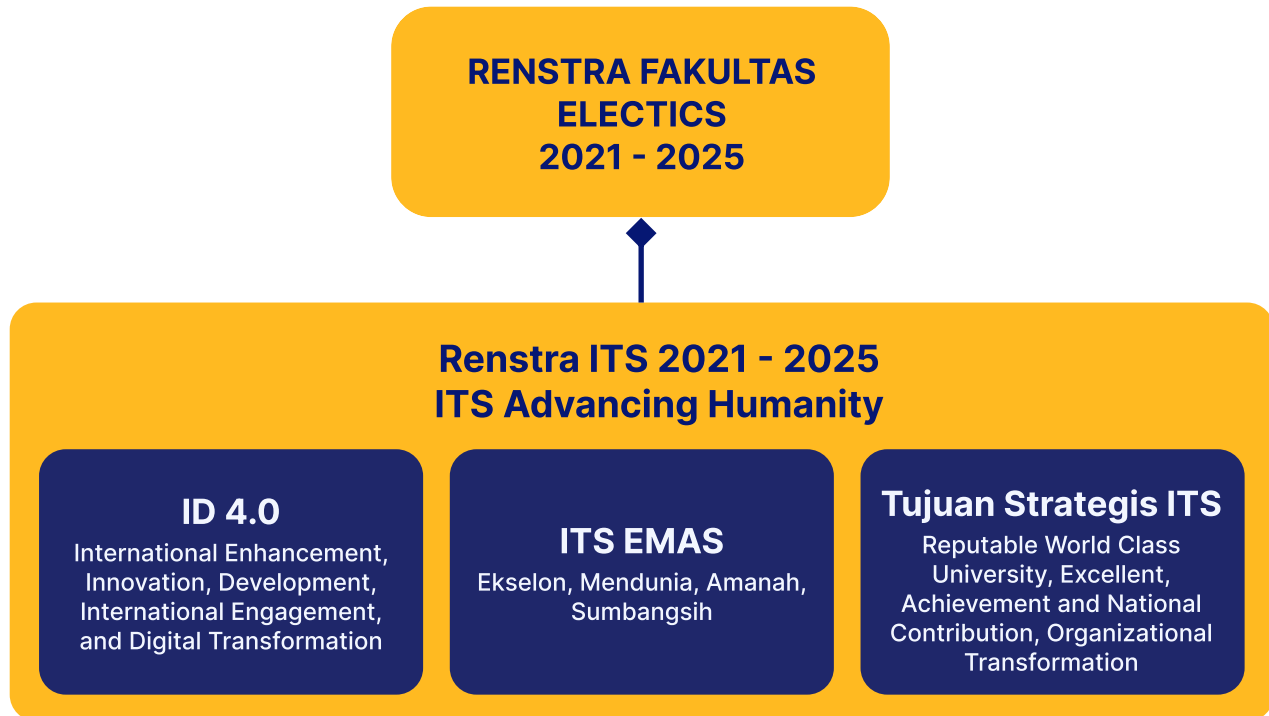 RENSTRA FAKULTAS
ELECTICS
2021 - 2025
Renstra ITS 2021 - 2025
ITS Advancing Humanity
ID 4.0
International Enhancement,
Innovation, Development,
International Engagement,
and Digital Transformation
ITS EMAS
Ekselon, Mendunia, Amanah,
Sumbangsih
Tujuan Strategis ITS
Reputable World Class
University, Excellent,
Achievement and National
Contribution, Organizational
Transformation